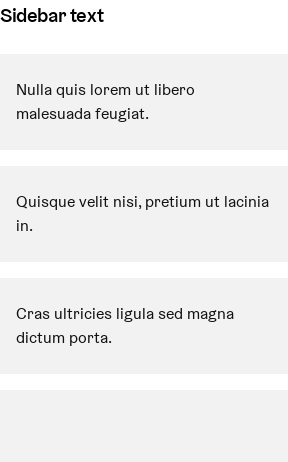 Sidebar text
Nulla quis lorem ut libero
malesuada feugiat.
Quisque velit nisi, pretium ut lacinia
in.
Cras ultricies ligula sed magna
dictum porta.